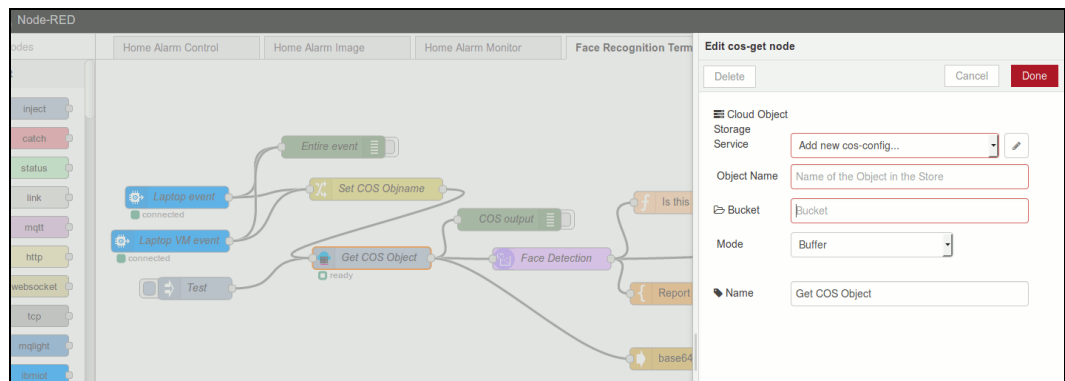 Node-RED
odes
Home Alarm Control
Home Alarm Image
Home Alarm Monitor
Face Recognition Term
inject
catch
status
link
mqtt
http
websocket
tcp
mqlight
ibmiot
Entire event
Laptop event
connected
Set COS Objname
Laptop VM event
connected
COS output
Is this
Get COS Object
ready
Face Detection
Test
Report
base64
Edit cos-get node
Delete
Cancel
Done
Cloud Object
Storage
Service
Add new cos-config...
Object Name
Name of the Object in the Store
Bucket
Bucket
Mode
Buffer
Name
Get COS Object